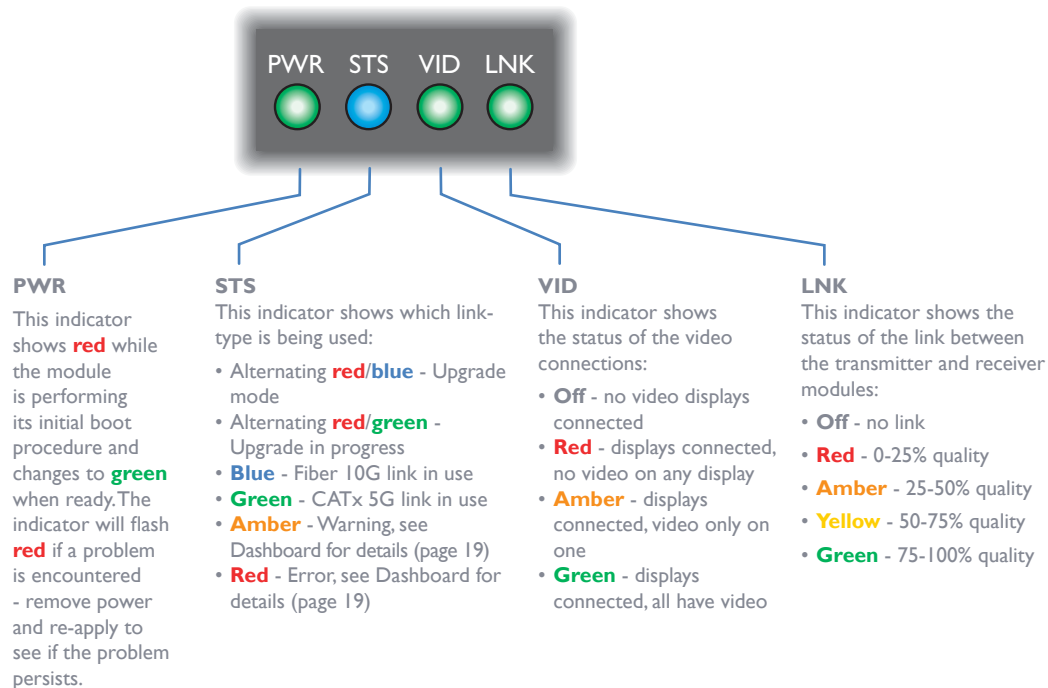 PWR STS VID LNK
PWR
This indicator
shows red while
the module
is performing
its initial boot
procedure and
changes to green
when ready. The
indicator will flash
red if a problem
is encountered
- remove power
and re-apply to
see if the problem
persists.
STS
This indicator shows which link-
type is being used:
• Alternating red/blue - Upgrade
mode
• Alternating red/green -
Upgrade in progress
• Blue - Fiber 10G link in use
• Green - CATx 5G link in use
• Amber - Warning, see
Dashboard for details (page 19)
• Red - Error, see Dashboard for
details (page 19)
VID
This indicator shows
the status of the video
connections:
• Off - no video displays
connected
• Red - displays connected,
no video on any display
• Amber - displays
connected, video only on
one
• Green - displays
connected, all have video
LNK
This indicator shows the
status of the link between
the transmitter and receiver
modules:
• Off - no link
• Red - 0-25% quality
• Amber - 25-50% quality
• Yellow - 50-75% quality
• Green - 75-100% quality